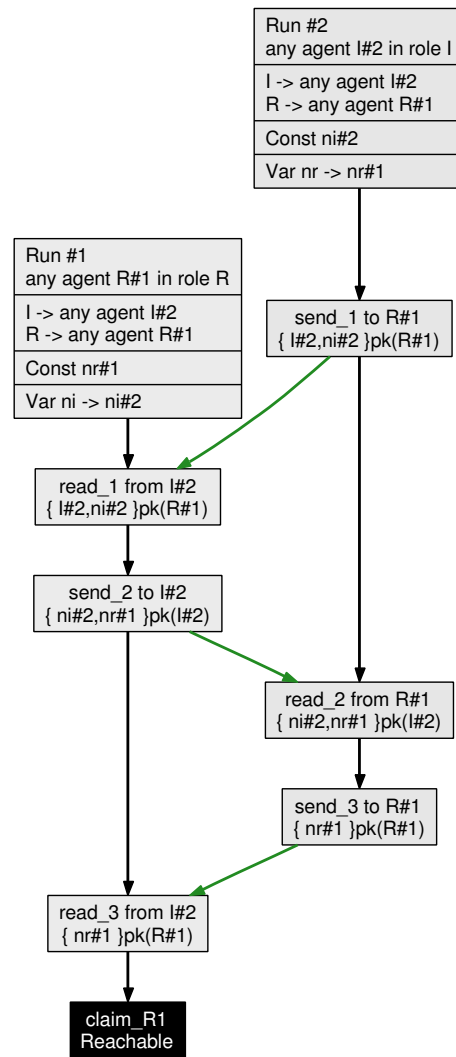 Run #2
any agent I#2 in role I
I -> any agent I#2
R -> any agent R#1
Const ni#2
Var nr -> nr#1
Run #1
any agent R#1 in role R
I -> any agent I#2
R -> any agent R#1
Const nr#1
Var ni -> ni#2
send_1 to R#1
{ I#2,ni#2 }pk(R#1)
read_1 from I#2
{ I#2,ni#2 }pk(R#1)
send_2 to I#2
{ ni#2,nr#1 }pk(I#2)
read_2 from R#1
{ ni#2,nr#1 }pk(I#2)
send_3 to R#1
{ nr#1 }pk(R#1)
read_3 from I#2
{ nr#1 }pk(R#1)
claim_R1
Reachable